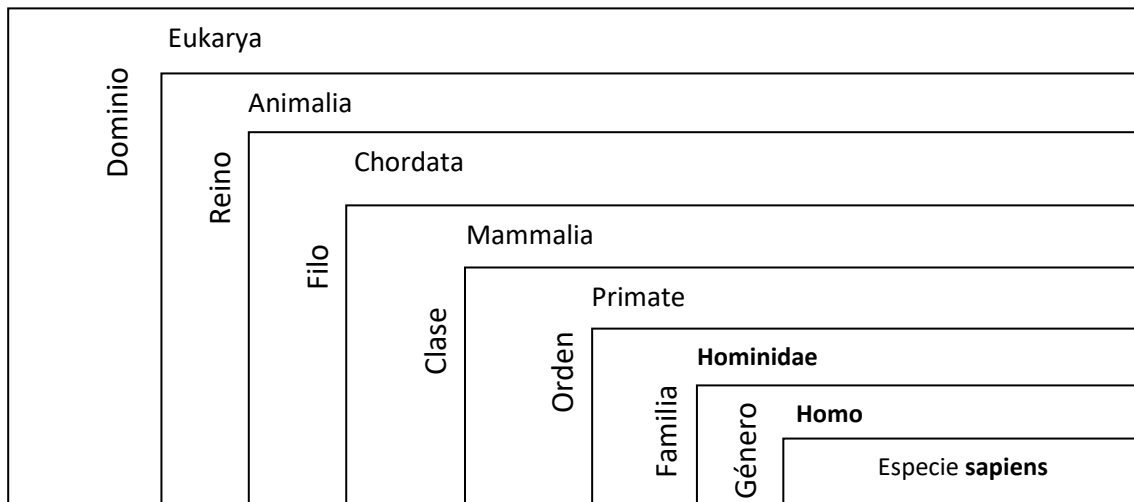 Eukarya
Dominio
Animalia
Reino
Chordata
Filo
Mammalia
Clase
Primate
Orden
Hominidae
Familia
Homo
Género
Especie sapiens